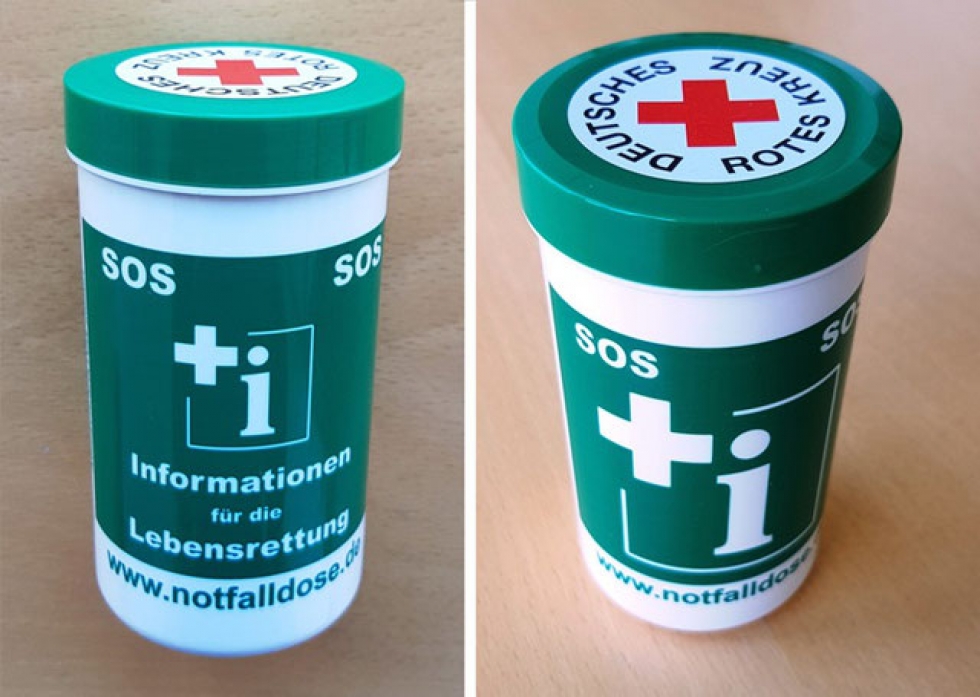 DEUTSCHES ROTES KREUZ
SOS SOS
i
Informationen
für die
Lebensrettung
www.notfalldose.de
DEUTSCHES ROTES KREUZ
SOS
i
www.notfalldose